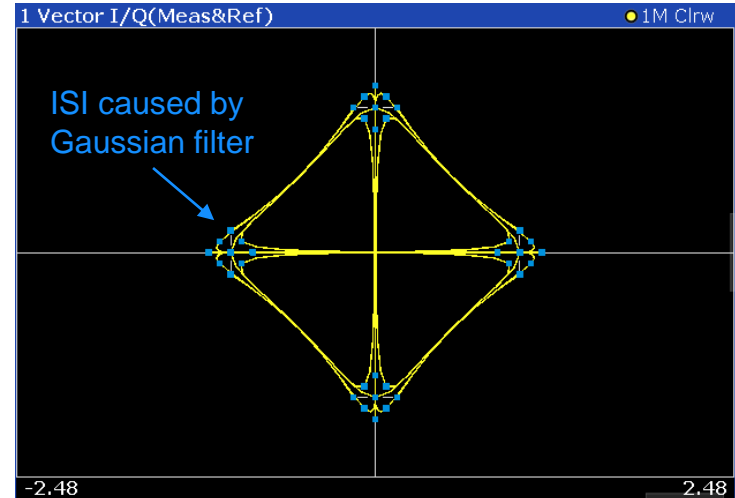 1 Vector I/Q(Meas&Ref) 1M Clrw
ISI caused by
Gaussian filter
-2.48 2.48